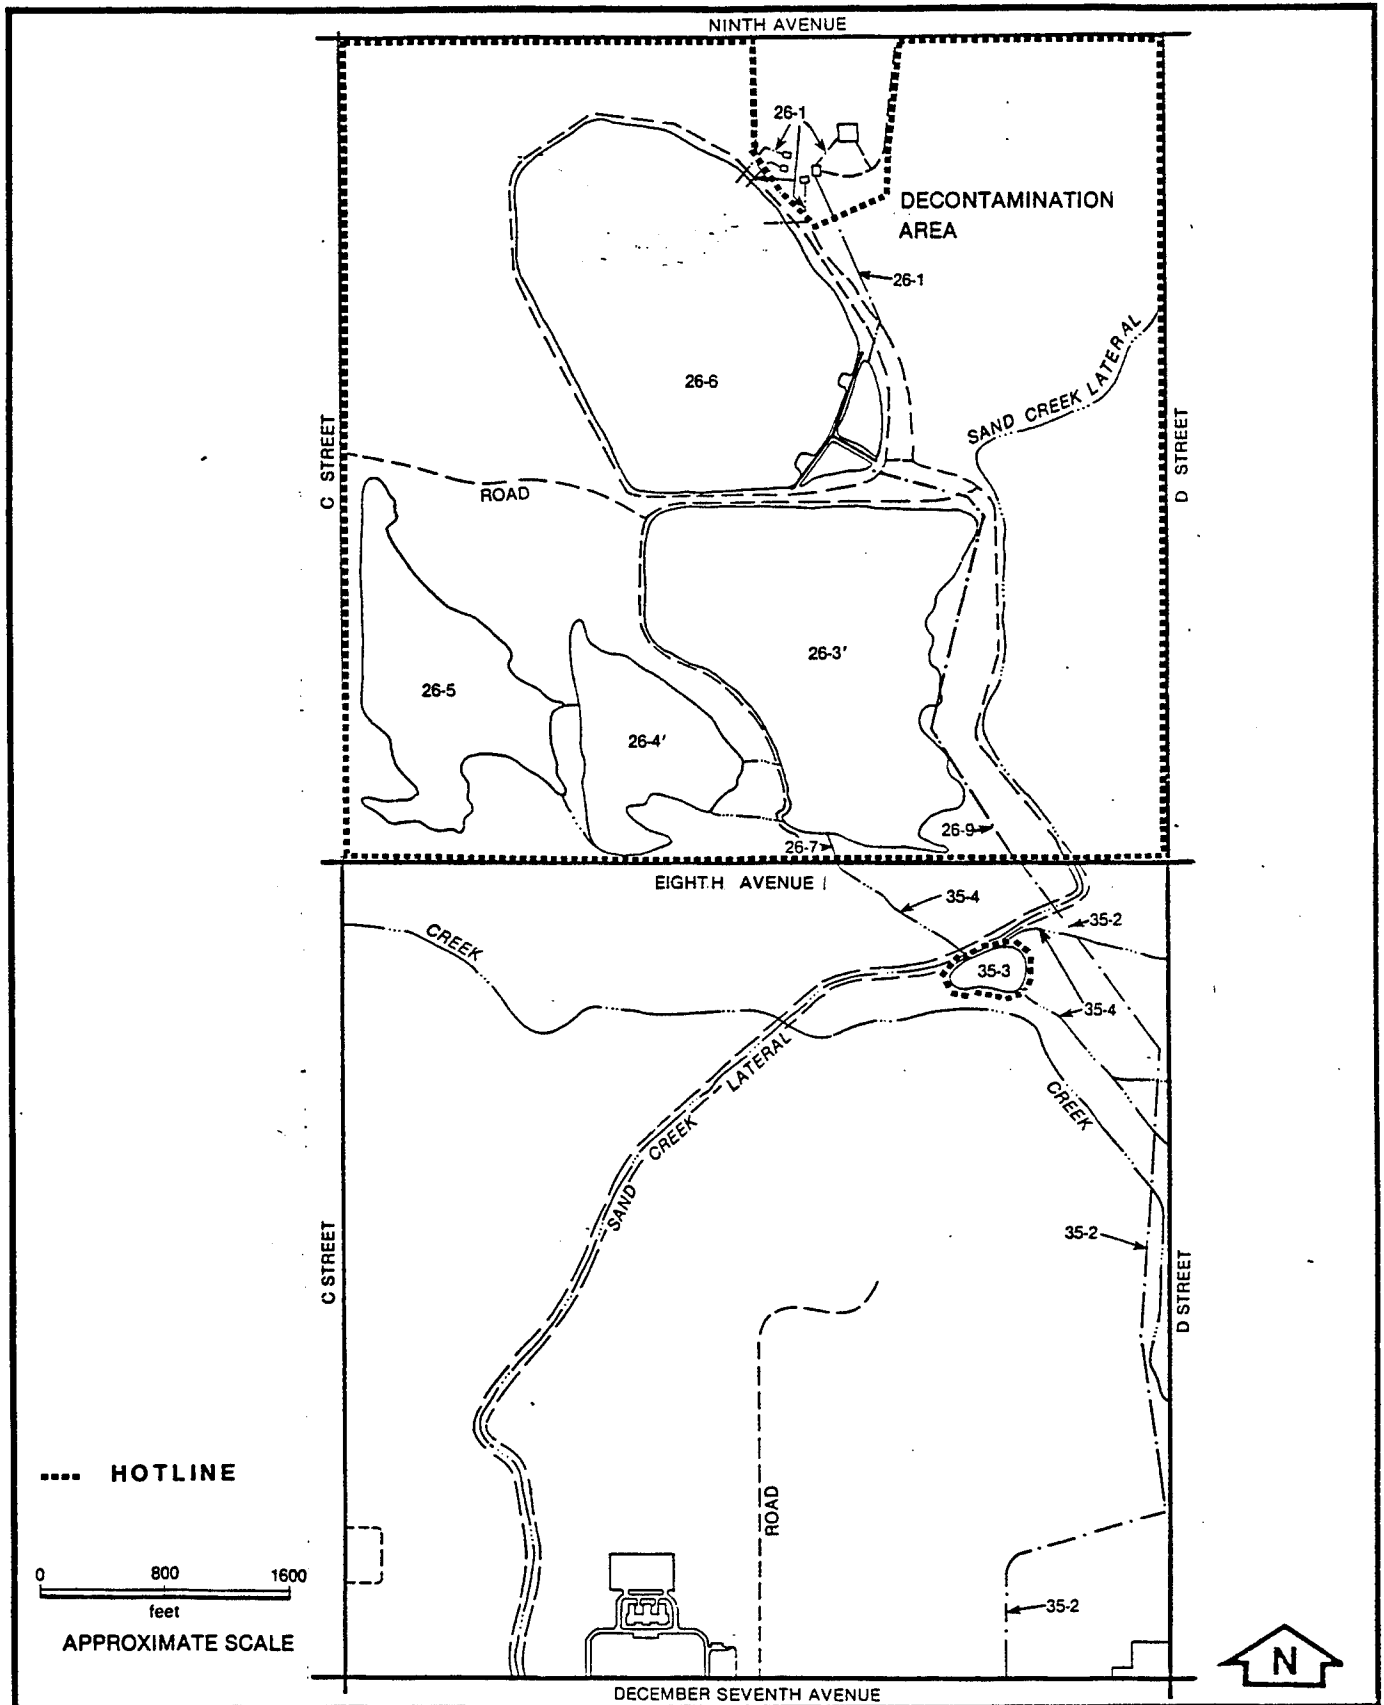 NINTH AVENUE
26-1
DECONTAMINATION
AREA
26-1
SAND CREEK LATERAL
26-6
C STREET
D STREET
ROAD
26-3'
26-5
26-4'
26-9
26-7
EIGHTH AVENUE
35-4
35-2
CREEK
35-3
35-4
SAND CREEK LATERAL
CREEK
35-2
C STREET
D STREET
HOTLINE
ROAD
0 800 1600
feet
35-2
APPROXIMATE SCALE
N
DECEMBER SEVENTH AVENUE